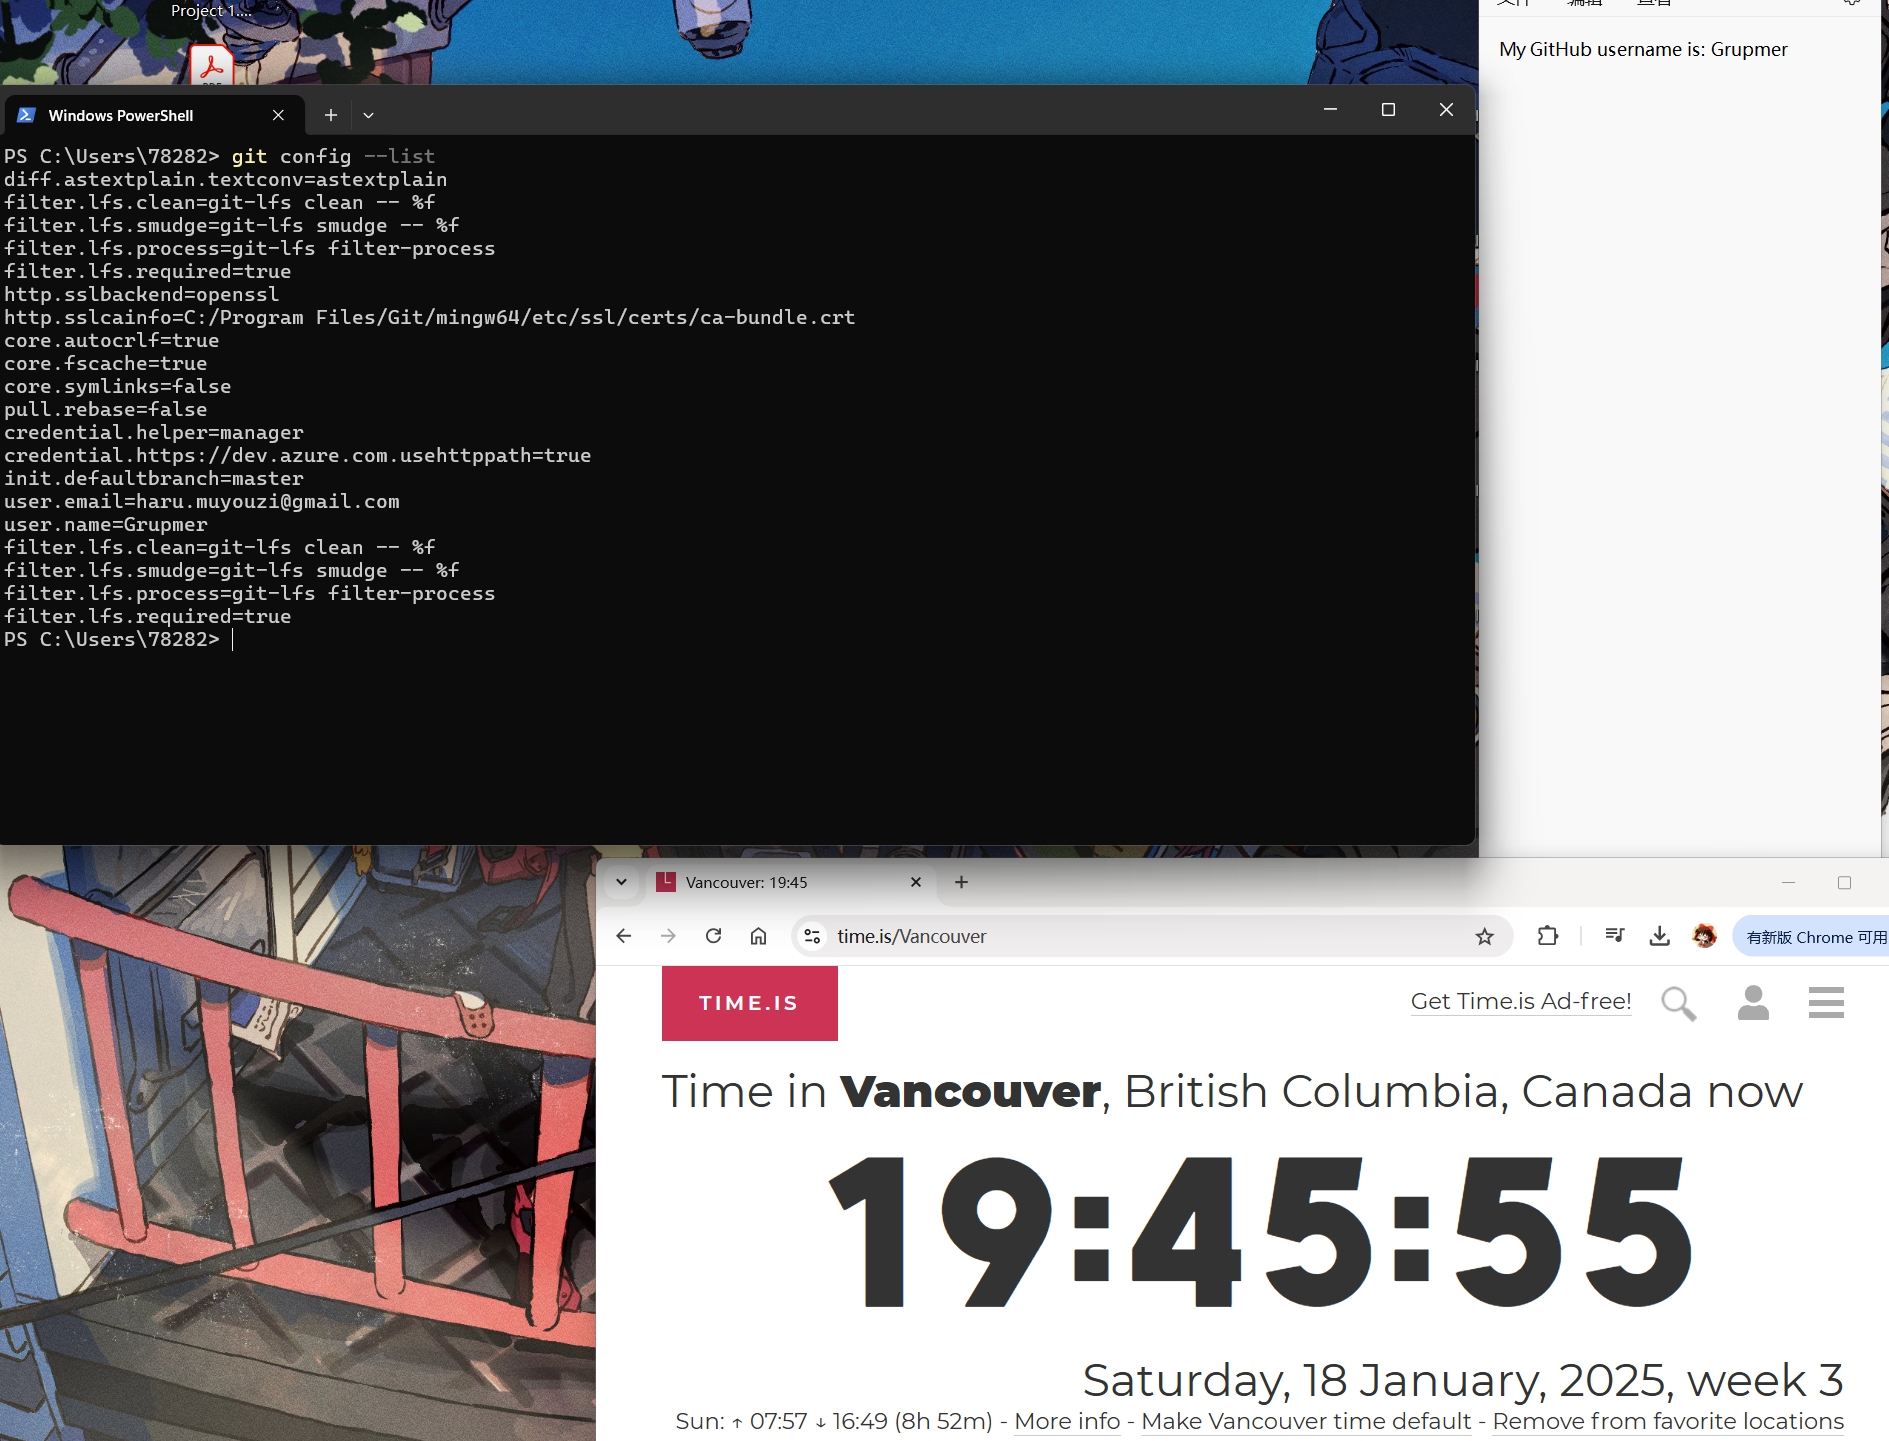 Project 1....
文件 编辑 查看
My GitHub username is: Grupmer
Windows PowerShell
PS C:\Users\78282> git config --list
diff.astextplain.textconv=astextplain
filter.lfs.clean=git-lfs clean -- %f
filter.lfs.smudge=git-lfs smudge -- %f
filter.lfs.process=git-lfs filter-process
filter.lfs.required=true
http.sslbackend=openssl
http.sslcainfo=C:/Program Files/Git/mingw64/etc/ssl/certs/ca-bundle.crt
core.autocrlf=true
core.fscache=true
core.symlinks=false
pull.rebase=false
credential.helper=manager
credential.https://dev.azure.com.usehttppath=true
init.defaultbranch=master
user.email=haru.muyouzi@gmail.com
user.name=Grupmer
filter.lfs.clean=git-lfs clean -- %f
filter.lfs.smudge=git-lfs smudge -- %f
filter.lfs.process=git-lfs filter-process
filter.lfs.required=true
PS C:\Users\78282>
Vancouver: 19:45
time.is/Vancouver
有新版 Chrome 可用
TIME.IS
Get Time.is Ad-free!
Time in Vancouver, British Columbia, Canada now
19:45:55
Saturday, 18 January, 2025, week 3
Sun: ↑ 07:57 ↓ 16:49 (8h 52m) - More info - Make Vancouver time default - Remove from favorite locations